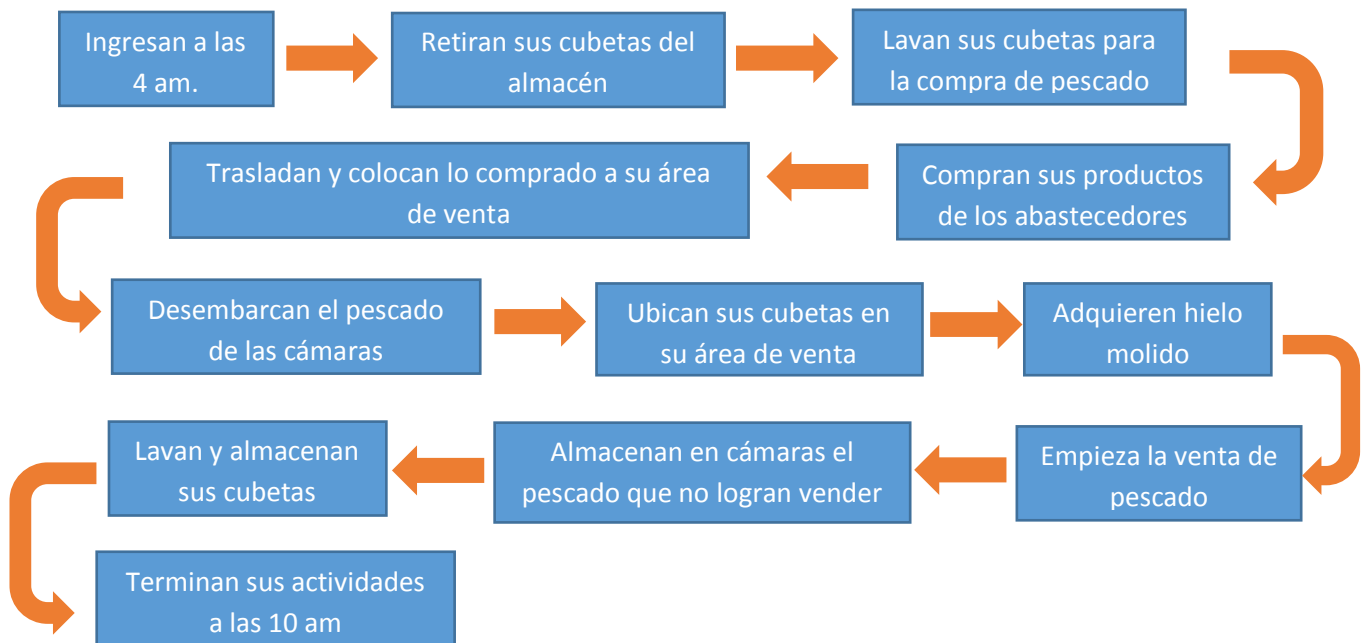 Ingresan a las
4 am.
Retiran sus cubetas del
almacén
Lavan sus cubetas para
la compra de pescado
Compran sus productos
de los abastecedores
Trasladan y colocan lo comprado a su área
de venta
Desembarcan el pescado
de las cámaras
Ubican sus cubetas en
su área de venta
Adquieren hielo
molido
Empieza la venta de
pescado
Almacenan en cámaras el
pescado que no logran vender
Lavan y almacenan
sus cubetas
Terminan sus actividades
a las 10 am